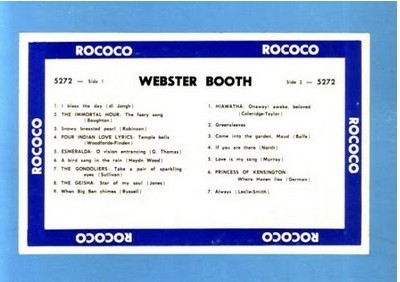 ROCOCO ROCOCO
5272 — Side 1
WEBSTER BOOTH
Side 2 — 5272
1. I bless the day (di Jongh)
2. THE IMMORTAL HOUR: The faery song
(Boughton)
3. Snowy breasted pearl (Robinson)
4. FOUR INDIAN LOVE LYRICS: Temple bells
(Woodforde-Finden)
5. ESMERALDA: O vision entrancing (G. Thomas)
6. A bird sang in the rain (Haydn Wood)
7. THE GONDOLIERS: Take a pair of sparkling
eyes (Sullivan)
8. THE GEISHA: Star of my soul (Jones)
9. When Big Ben chimes (Russell)
1. HIAWATHA: Onaway! awake, beloved
(Coleridge-Taylor)
2. Greensleeves
3. Come into the garden, Maud (Balfe)
4. If you are there (North)
5. Love is my song (Murray)
6. PRINCESS OF KENSINGTON:
Where Haven lies (German)
7. Always (Leslie-Smith)
ROCOCO
ROCOCO
ROCOCO ROCOCO